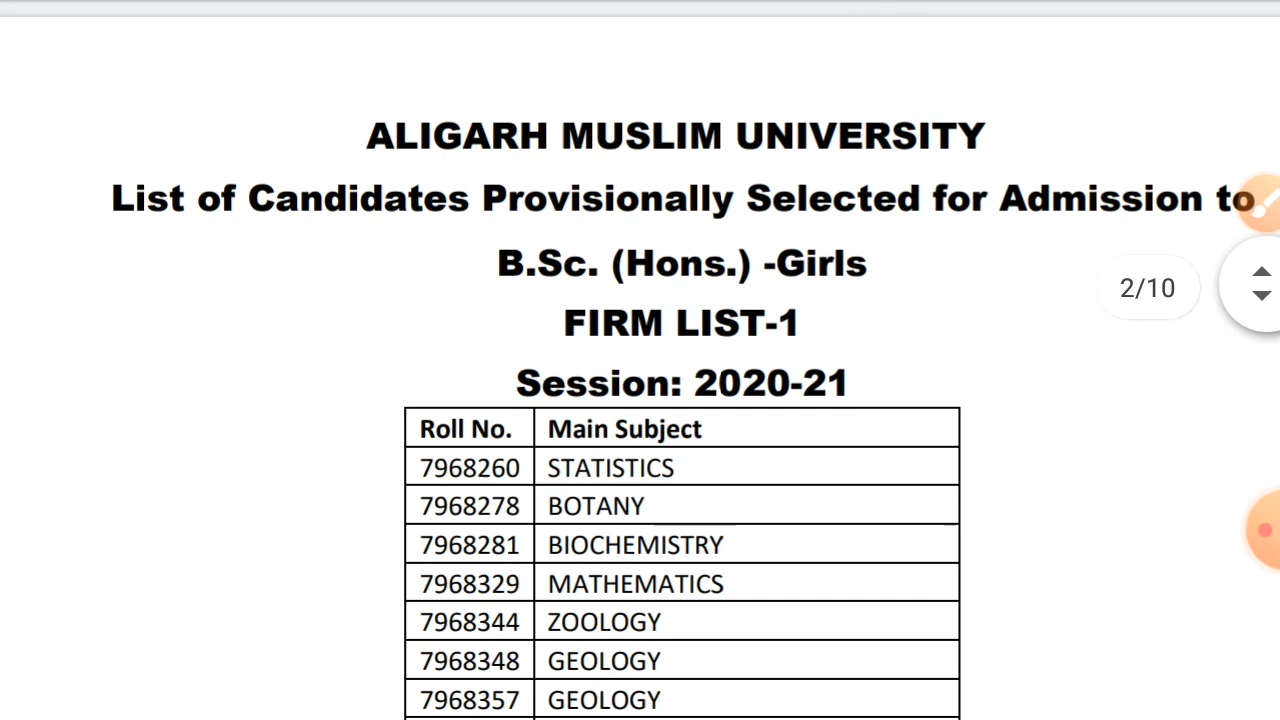 ALIGARH MUSLIM UNIVERSITY
List of Candidates Provisionally Selected for Admission to
B.Sc. (Hons.) -Girls
2/10
FIRM LIST-1
Session: 2020-21
Roll No. Main Subject
7968260 STATISTICS
7968278 BOTANY
7968281 BIOCHEMISTRY
7968329 MATHEMATICS
7968344 ZOOLOGY
7968348 GEOLOGY
7968357 GEOLOGY